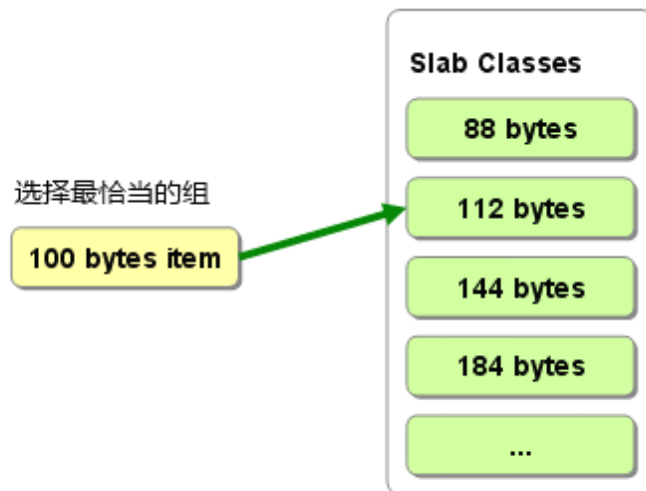 Slab Classes
88 bytes
选择最恰当的组
112 bytes
100 bytes item
144 bytes
184 bytes
...